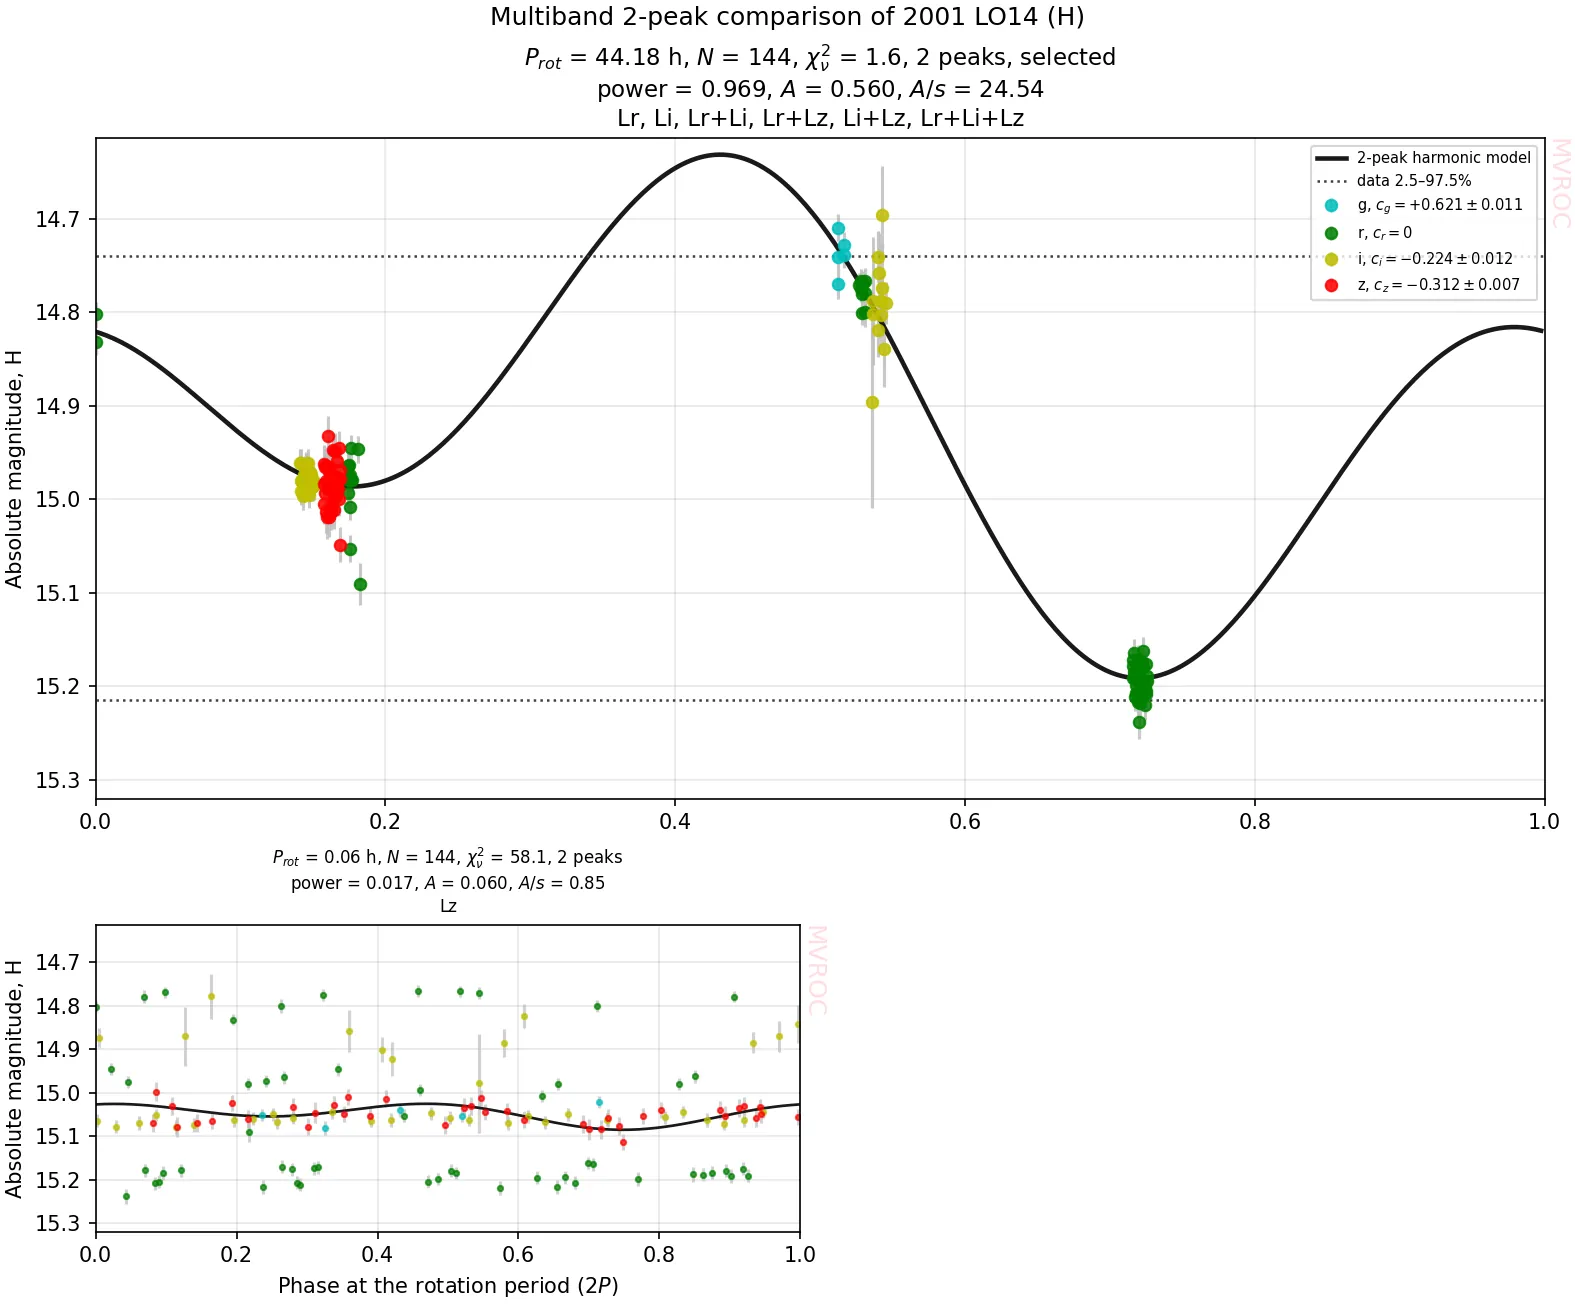 Multiband 2-peak comparison of 2001 LO14 (H)
P_rot = 44.18 h, N = 144, χ²_ν = 1.6, 2 peaks, selected
power = 0.969, A = 0.560, A/s = 24.54
Lr, Li, Lr+Li, Lr+Lz, Li+Lz, Lr+Li+Lz
2-peak harmonic model
data 2.5–97.5%
g, c_g = +0.621 ± 0.011
r, c_r = 0
i, c_i = −0.224 ± 0.012
z, c_z = −0.312 ± 0.007
MVROC
Absolute magnitude, H
14.7
14.8
14.9
15.0
15.1
15.2
15.3
0.0 0.2 0.4 0.6 0.8 1.0
P_rot = 0.06 h, N = 144, χ²_ν = 58.1, 2 peaks
power = 0.017, A = 0.060, A/s = 0.85
Lz
MVROC
Absolute magnitude, H
14.7
14.8
14.9
15.0
15.1
15.2
15.3
0.0 0.2 0.4 0.6 0.8 1.0
Phase at the rotation period (2P)